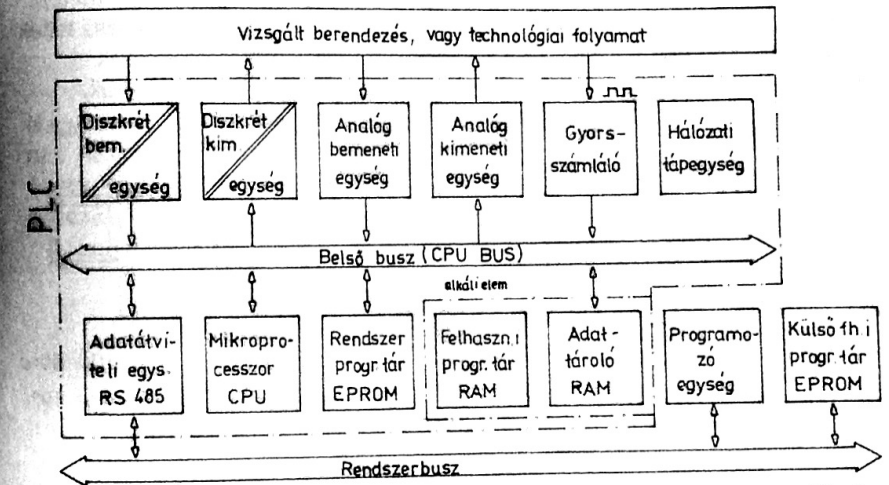 Vizsgált berendezés, vagy technológiai folyamat
PLC
Diszkrét
bem.
egység
Diszkrét
kim.
egység
Analóg
bemeneti
egység
Analóg
kimeneti
egység
Gyors-
számláló
Hálózati
tápegység
Belső busz (CPU BUS)
alkáli elem
Adatátvi-
teli egys.
RS 485
Mikropro-
cesszor
CPU
Rendszer
progr. tár
EPROM
Felhaszn.i
progr. tár
RAM
Adat-
tároló
RAM
Programo-
zó
egység
Külső fh.i
progr. tár
EPROM
Rendszerbusz